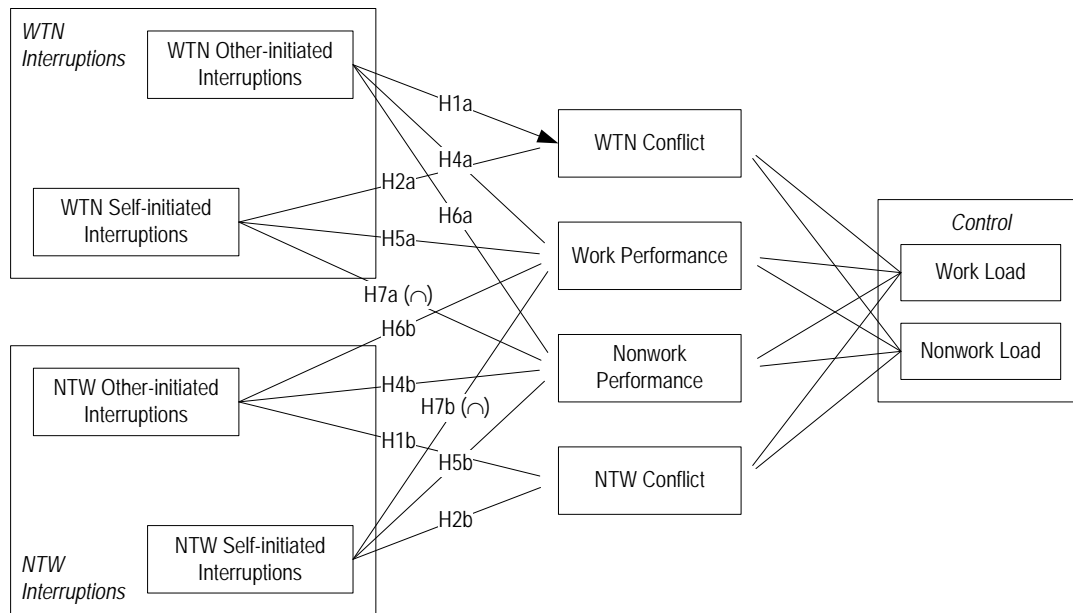 WTN
Interruptions
WTN Other-initiated
Interruptions
WTN Self-initiated
Interruptions
H1a
H4a
H2a
H6a
H5a
H7a (∩)
H6b
H4b
H7b (∩)
H1b
H5b
H2b
NTW Other-initiated
Interruptions
NTW Self-initiated
Interruptions
NTW
Interruptions
WTN Conflict
Work Performance
Nonwork
Performance
NTW Conflict
Control
Work Load
Nonwork Load